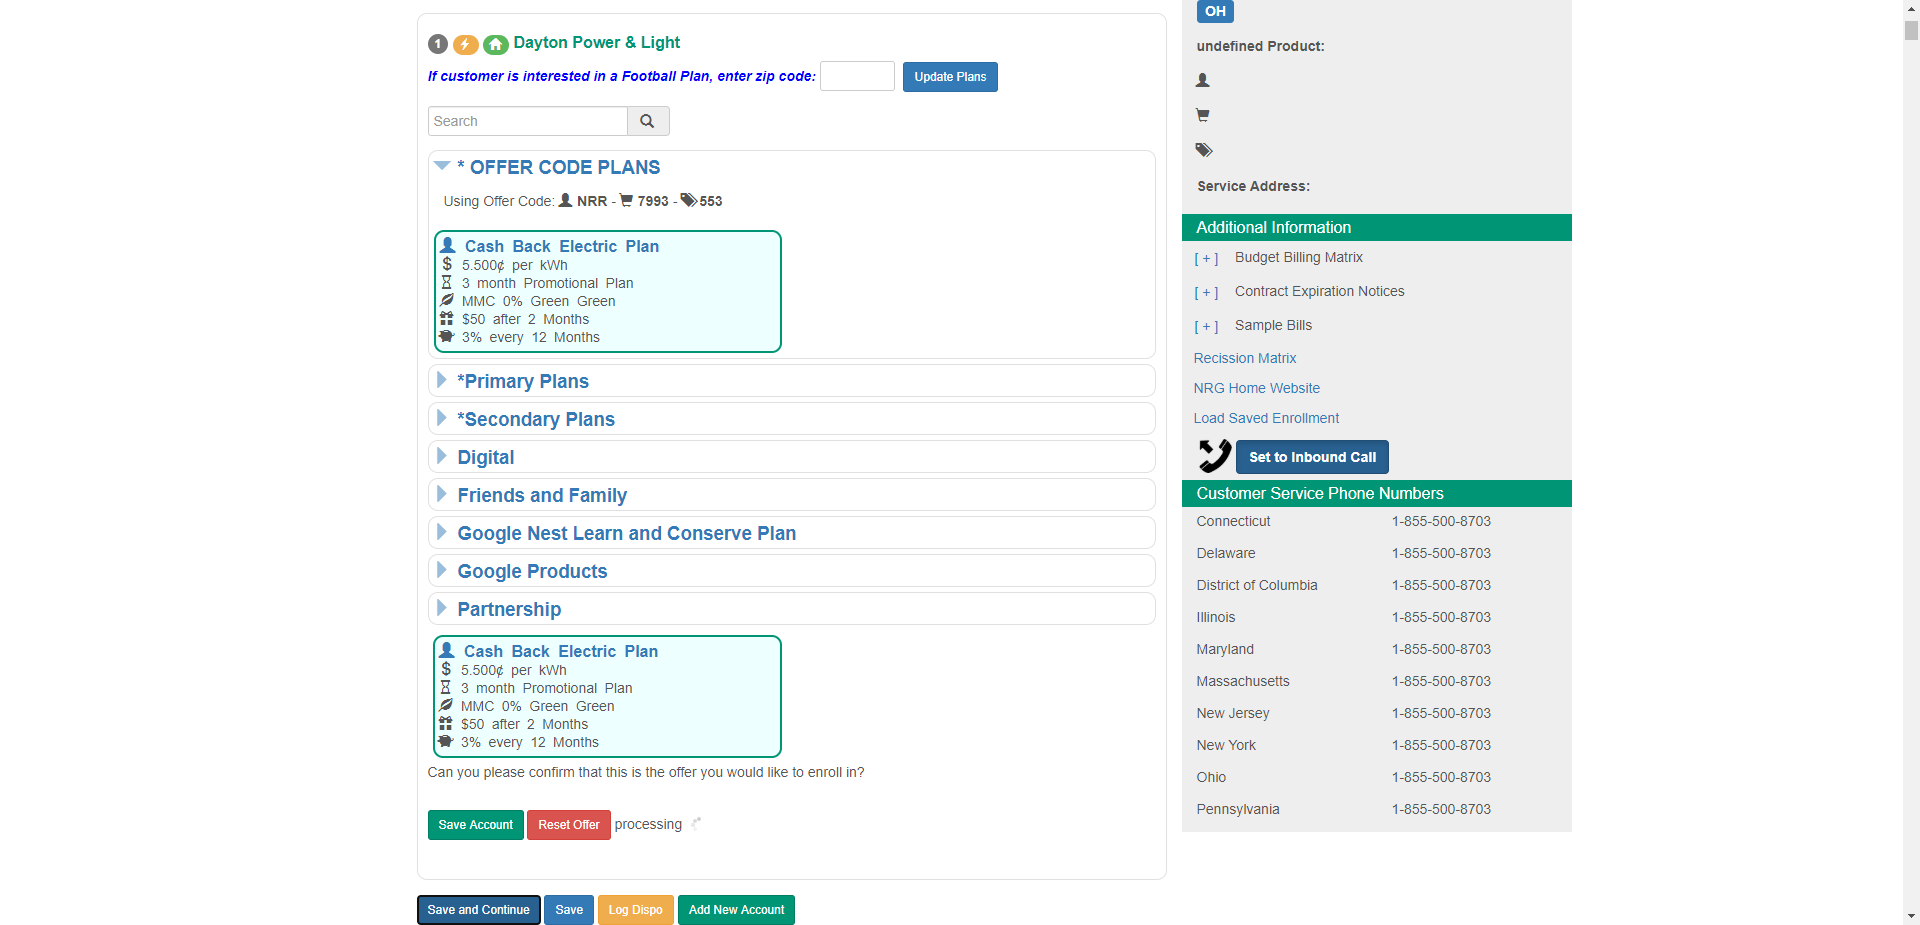 1 Dayton Power & Light
If customer is interested in a Football Plan, enter zip code: Update Plans
Search
* OFFER CODE PLANS
Using Offer Code: NRR - 7993 - 553
Cash Back Electric Plan
$ 5.500¢ per kWh
3 month Promotional Plan
MMC 0% Green Green
$50 after 2 Months
3% every 12 Months
*Primary Plans
*Secondary Plans
Digital
Friends and Family
Google Nest Learn and Conserve Plan
Google Products
Partnership
Cash Back Electric Plan
$ 5.500¢ per kWh
3 month Promotional Plan
MMC 0% Green Green
$50 after 2 Months
3% every 12 Months
Can you please confirm that this is the offer you would like to enroll in?
Save Account Reset Offer processing
Save and Continue Save Log Dispo Add New Account
OH
undefined Product:
Service Address:
Additional Information
[ + ] Budget Billing Matrix
[ + ] Contract Expiration Notices
[ + ] Sample Bills
Recission Matrix
NRG Home Website
Load Saved Enrollment
Set to Inbound Call
Customer Service Phone Numbers
Connecticut 1-855-500-8703
Delaware 1-855-500-8703
District of Columbia 1-855-500-8703
Illinois 1-855-500-8703
Maryland 1-855-500-8703
Massachusetts 1-855-500-8703
New Jersey 1-855-500-8703
New York 1-855-500-8703
Ohio 1-855-500-8703
Pennsylvania 1-855-500-8703